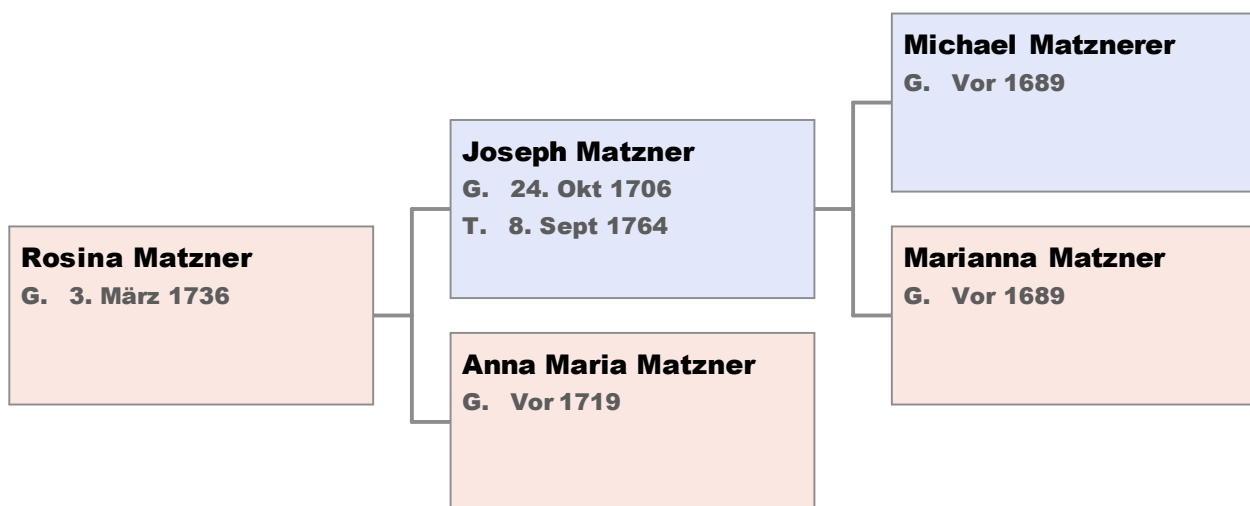 Michael Matznerer
G. Vor 1689
Joseph Matzner
G. 24. Okt 1706
T. 8. Sept 1764
Rosina Matzner
G. 3. März 1736
Marianna Matzner
G. Vor 1689
Anna Maria Matzner
G. Vor 1719